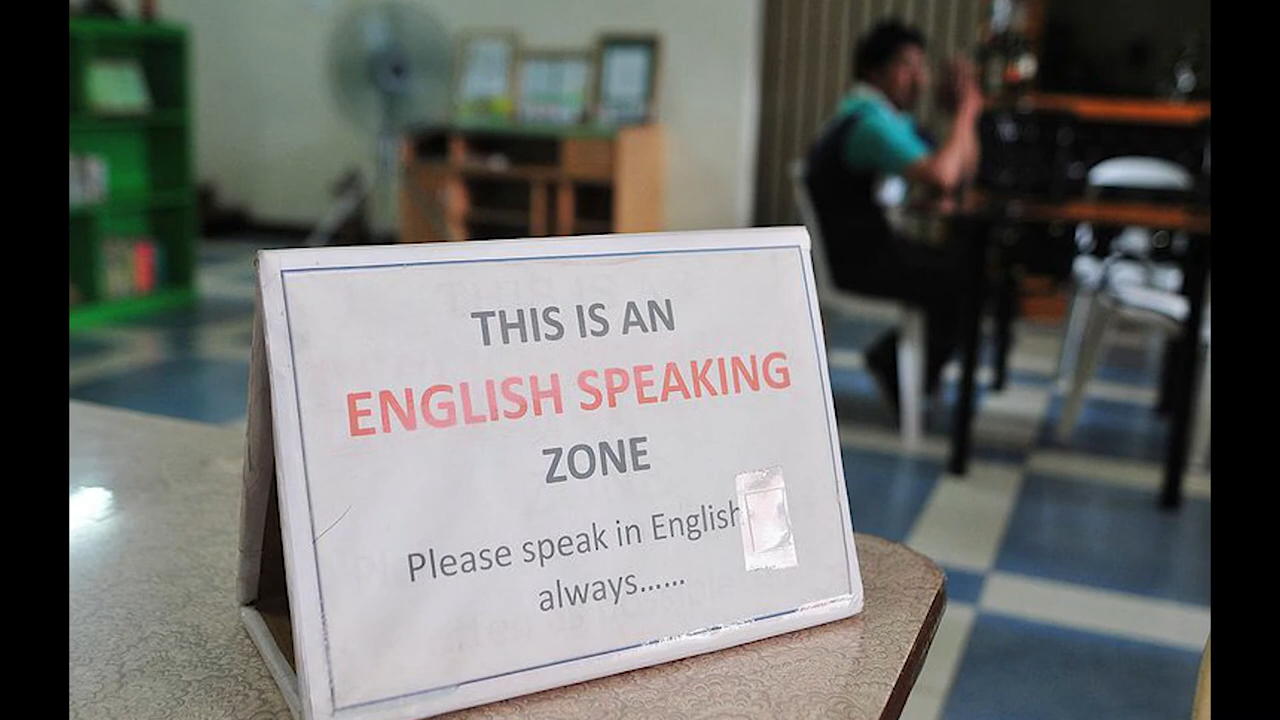 THIS IS AN
ENGLISH SPEAKING
ZONE
Please speak in English
always......